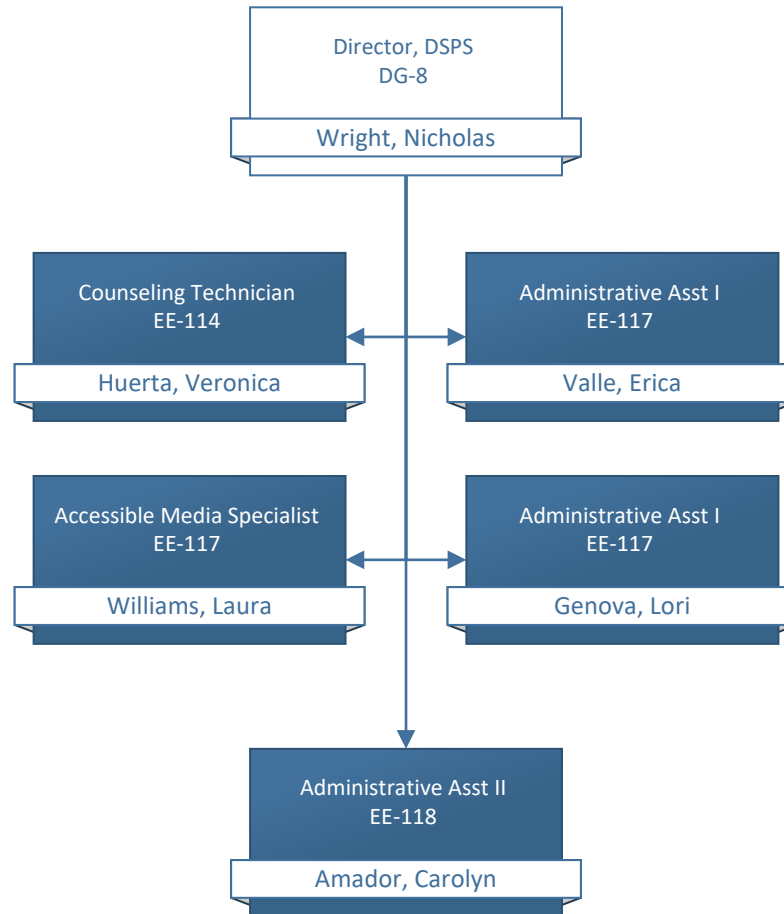 Director, DSPS
DG-8
Wright, Nicholas
Counseling Technician
EE-114
Huerta, Veronica
Administrative Asst I
EE-117
Valle, Erica
Accessible Media Specialist
EE-117
Williams, Laura
Administrative Asst I
EE-117
Genova, Lori
Administrative Asst II
EE-118
Amador, Carolyn